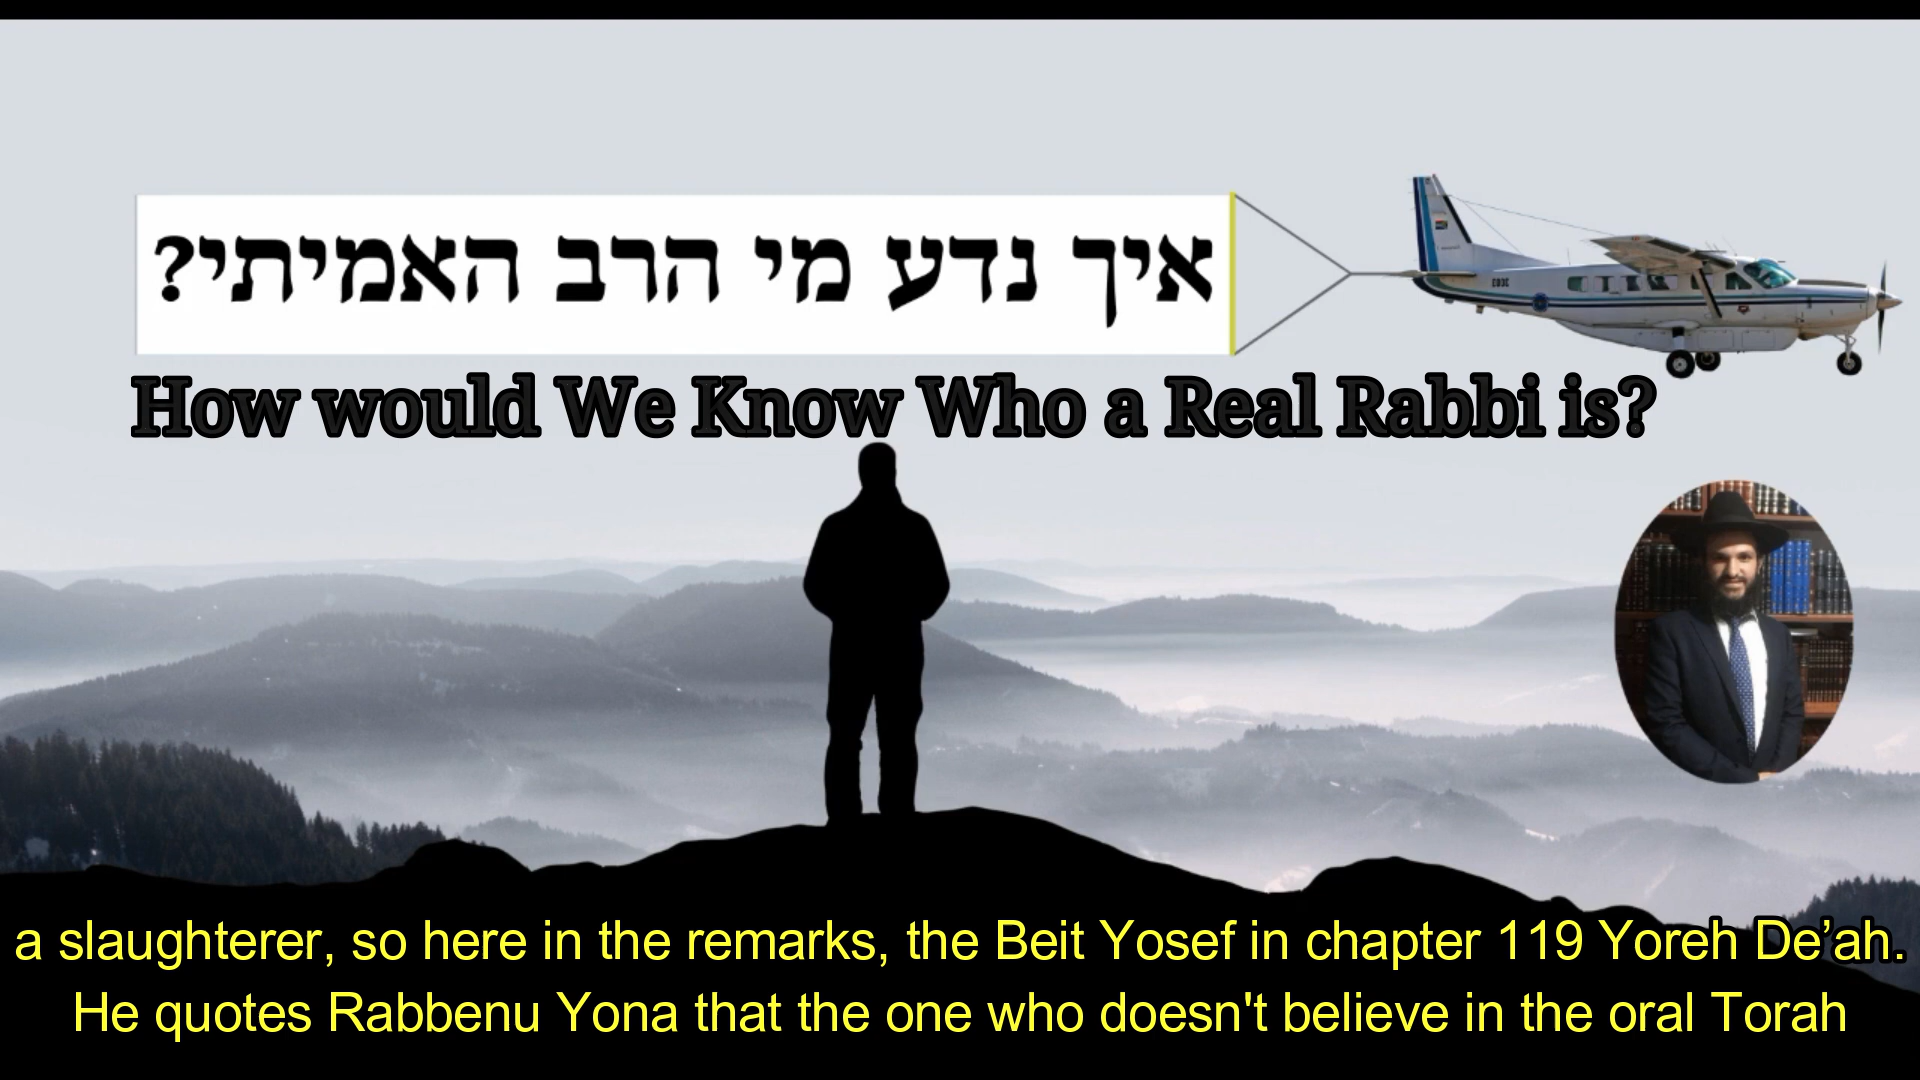 איך נדע מי הרב האמיתי?
How would We Know Who a Real Rabbi is?
a slaughterer, so here in the remarks, the Beit Yosef in chapter 119 Yoreh De’ah.
He quotes Rabbenu Yona that the one who doesn't believe in the oral Torah